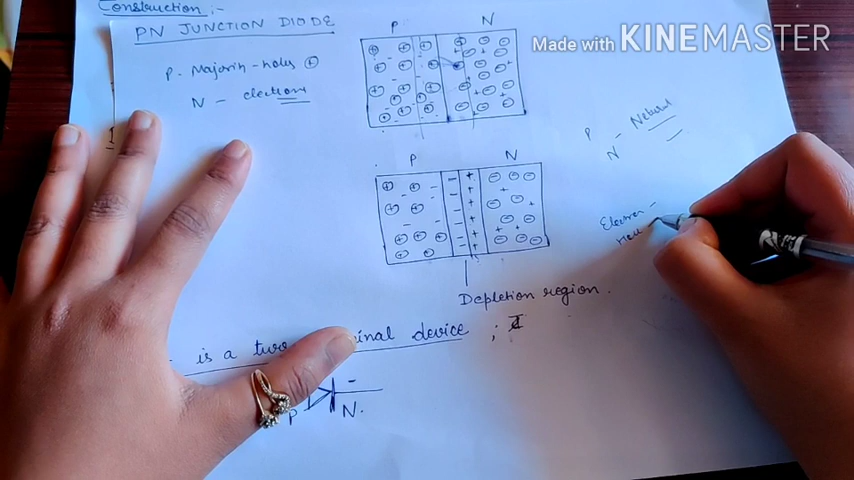 Construction :-
PN JUNCTION DIODE
P - Majority - holes +
N - electrons
P N
P N
Depletion region.
P - Neutral
N
Electron -
Hole
is a two inal device ;
P N.
Made with KINEMASTER